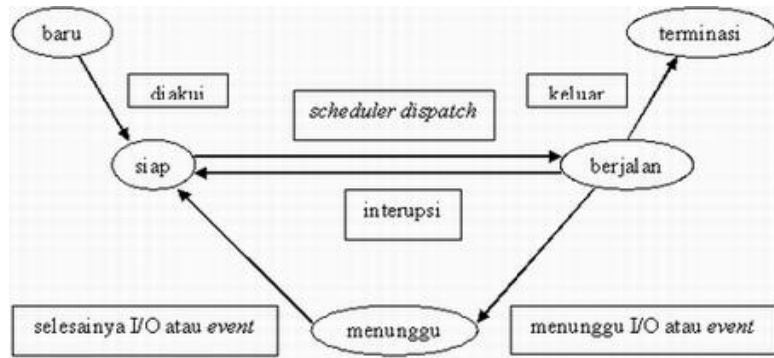 baru
terminasi
diakui
keluar
scheduler dispatch
siap
berjalan
interupsi
selesainya I/O atau event
menunggu
menunggu I/O atau event